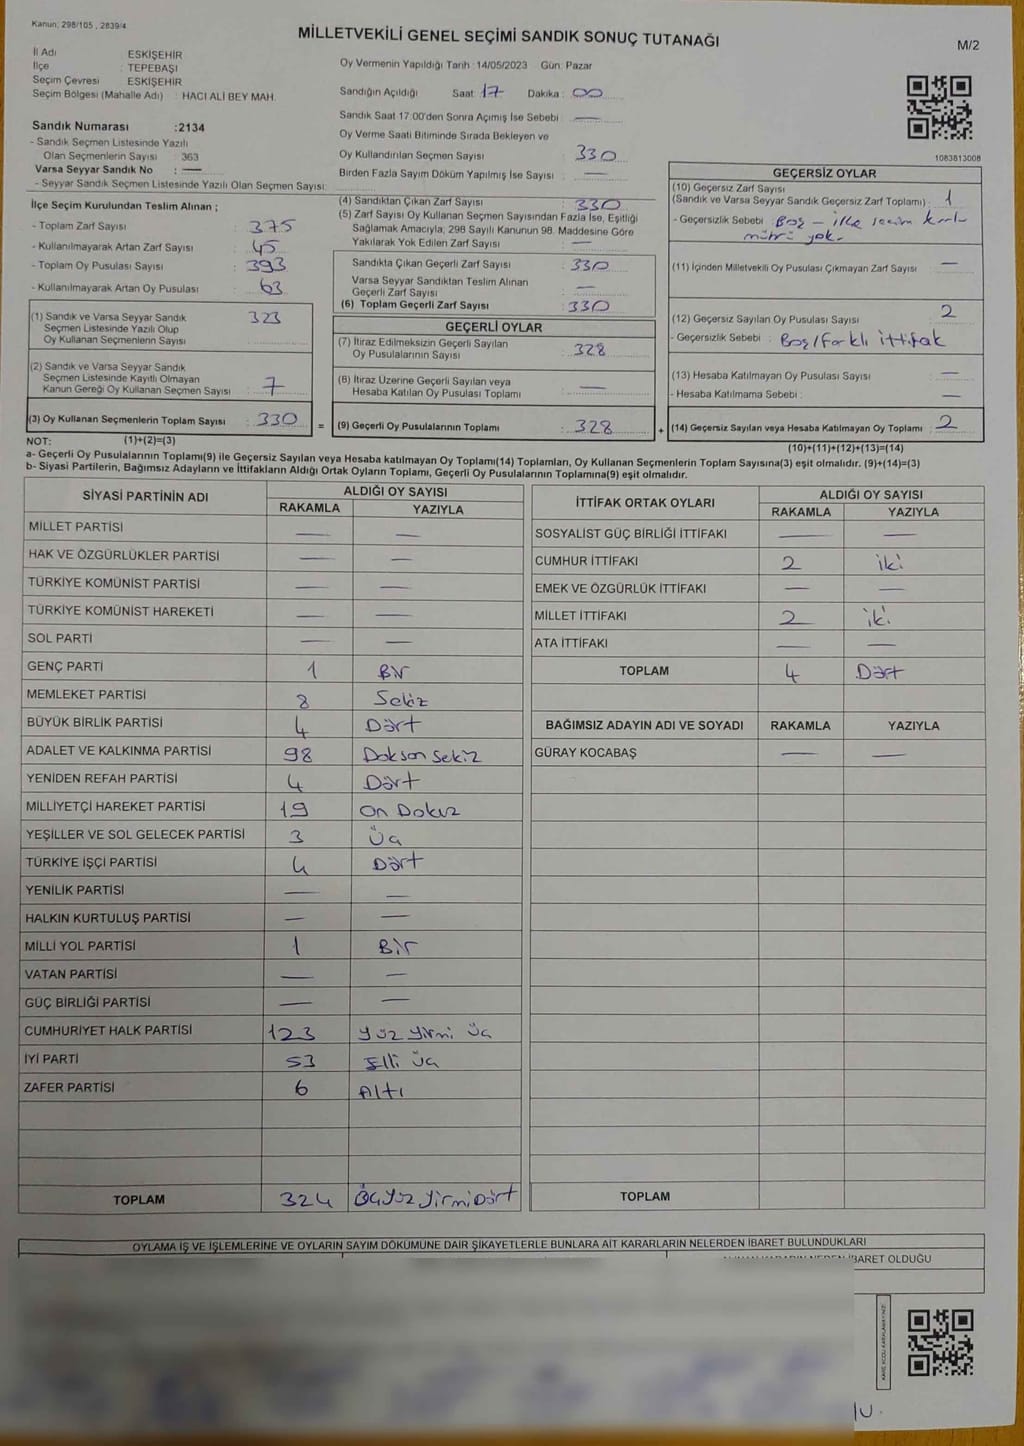 Kanun; 298/105 , 2839/4
MİLLETVEKİLİ GENEL SEÇİMİ SANDIK SONUÇ TUTANAĞI
M/2
İl Adı ESKİŞEHİR
İlçe : TEPEBAŞI
Seçim Çevresi ESKİŞEHİR
Seçim Bölgesi (Mahalle Adı) : HACI ALİ BEY MAH.
Sandık Numarası :2134
- Sandık Seçmen Listesinde Yazılı
Olan Seçmenlerin Sayısı : 363
Varsa Seyyar Sandık No : —
- Seyyar Sandık Seçmen Listesinde Yazılı Olan Seçmen Sayısı:
Oy Vermenin Yapıldığı Tarih : 14/05/2023 Gün: Pazar
Sandığın Açıldığı Saat : 17 Dakika : 00
Sandık Saat 17.00'den Sonra Açımış İse Sebebi : —
Oy Verme Saati Bitiminde Sırada Bekleyen ve
Oy Kullandırılan Seçmen Sayısı 330
Birden Fazla Sayım Döküm Yapılmış İse Sayısı : —
1083813008
İlçe Seçim Kurulundan Teslim Alınan ;
- Toplam Zarf Sayısı : 375
- Kullanılmayarak Artan Zarf Sayısı : 45
- Toplam Oy Pusulası Sayısı : 393
- Kullanılmayarak Artan Oy Pusulası : 63
(1) Sandık ve Varsa Seyyar Sandık
Seçmen Listesinde Yazılı Olup
Oy Kullanan Seçmenlerin Sayısı
323
(2) Sandık ve Varsa Seyyar Sandık
Seçmen Listesinde Kayıtlı Olmayan
Kanun Gereği Oy Kullanan Seçmen Sayısı : 7
(3) Oy Kullanan Seçmenlerin Toplam Sayısı : 330
(4) Sandıktan Çıkan Zarf Sayısı : 330
(5) Zarf Sayısı Oy Kullanan Seçmen Sayısından Fazla İse, Eşitliği
Sağlamak Amacıyla; 298 Sayılı Kanunun 98. Maddesine Göre
Yakılarak Yok Edilen Zarf Sayısı : —
Sandıkta Çıkan Geçerli Zarf Sayısı : 330
Varsa Seyyar Sandıktan Teslim Alınan
Geçerli Zarf Sayısı —
(6) Toplam Geçerli Zarf Sayısı : 330
GEÇERLİ OYLAR
(7) İtiraz Edilmeksizin Geçerli Sayılan
Oy Pusulalarının Sayısı : 328
(8) İtiraz Üzerine Geçerli Sayılan veya
Hesaba Katılan Oy Pusulası Toplamı : —
= (9) Geçerli Oy Pusulalarının Toplamı : 328
GEÇERSİZ OYLAR
(10) Geçersiz Zarf Sayısı
(Sandık ve Varsa Seyyar Sandık Geçersiz Zarf Toplamı) : 1
- Geçersizlik Sebebi : Boş - ilçe seçim
mührü yok.
(11) İçinden Milletvekili Oy Pusulası Çıkmayan Zarf Sayısı —
(12) Geçersiz Sayılan Oy Pusulası Sayısı : 2
- Geçersizlik Sebebi : Boş/farklı ittifak
(13) Hesaba Katılmayan Oy Pusulası Sayısı : —
- Hesaba Katılmama Sebebi : —
+ (14) Geçersiz Sayılan veya Hesaba Katılmayan Oy Toplamı : 2
NOT: (1)+(2)=(3)
(10)+(11)+(12)+(13)=(14)
a- Geçerli Oy Pusulalarının Toplamı(9) ile Geçersiz Sayılan veya Hesaba katılmayan Oy Toplamı(14) Toplamları, Oy Kullanan Seçmenlerin Toplam Sayısına(3) eşit olmalıdır. (9)+(14)=(3)
b- Siyasi Partilerin, Bağımsız Adayların ve İttifakların Aldığı Ortak Oyların Toplamı, Geçerli Oy Pusulalarının Toplamına(9) eşit olmalıdır.
SİYASİ PARTİNİN ADI ALDIĞI OY SAYISI
RAKAMLA YAZIYLA
MİLLET PARTİSİ — —
HAK VE ÖZGÜRLÜKLER PARTİSİ — —
TÜRKİYE KOMÜNİST PARTİSİ — —
TÜRKİYE KOMÜNİST HAREKETİ — —
SOL PARTİ — —
GENÇ PARTİ 1 Bir
MEMLEKET PARTİSİ 8 Sekiz
BÜYÜK BİRLİK PARTİSİ 4 Dört
ADALET VE KALKINMA PARTİSİ 98 Doksan Sekiz
YENİDEN REFAH PARTİSİ 4 Dört
MİLLİYETÇİ HAREKET PARTİSİ 19 On Dokuz
YEŞİLLER VE SOL GELECEK PARTİSİ 3 Üç
TÜRKİYE İŞÇİ PARTİSİ 4 Dört
YENİLİK PARTİSİ — —
HALKIN KURTULUŞ PARTİSİ — —
MİLLİ YOL PARTİSİ 1 Bir
VATAN PARTİSİ — —
GÜÇ BİRLİĞİ PARTİSİ — —
CUMHURİYET HALK PARTİSİ 123 Yüz Yirmi Üç
İYİ PARTİ 53 Elli Üç
ZAFER PARTİSİ 6 Altı
TOPLAM 324 Üç Yüz Yirmi Dört
İTTİFAK ORTAK OYLARI ALDIĞI OY SAYISI
RAKAMLA YAZIYLA
SOSYALİST GÜÇ BİRLİĞİ İTTİFAKI — —
CUMHUR İTTİFAKI 2 iki
EMEK VE ÖZGÜRLÜK İTTİFAKI — —
MİLLET İTTİFAKI 2 iki
ATA İTTİFAKI — —
TOPLAM 4 Dört
BAĞIMSIZ ADAYIN ADI VE SOYADI RAKAMLA YAZIYLA
GÜRAY KOCABAŞ — —
TOPLAM
OYLAMA İŞ VE İŞLEMLERİNE VE OYLARIN SAYIM DÖKÜMÜNE DAİR ŞİKAYETLERLE BUNLARA AİT KARARLARIN NELERDEN İBARET BULUNDUKLARI
İBARET OLDUĞU
KARE KODU KARALAMAYINIZ!